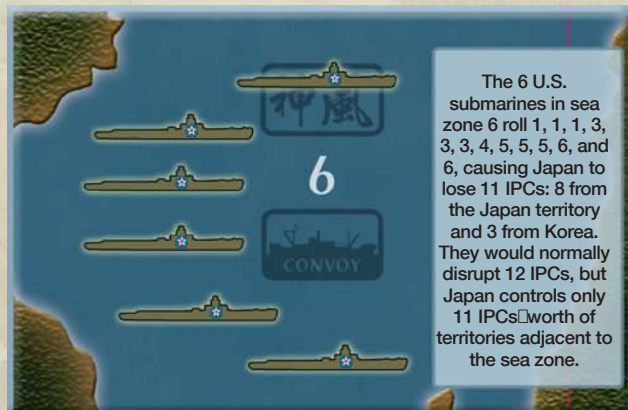 神風
6
CONVOY
The 6 U.S.
submarines in sea
zone 6 roll 1, 1, 1, 3,
3, 3, 4, 5, 5, 5, 6, and
6, causing Japan to
lose 11 IPCs: 8 from
the Japan territory
and 3 from Korea.
They would normally
disrupt 12 IPCs, but
Japan controls only
11 IPCs□worth of
territories adjacent to
the sea zone.